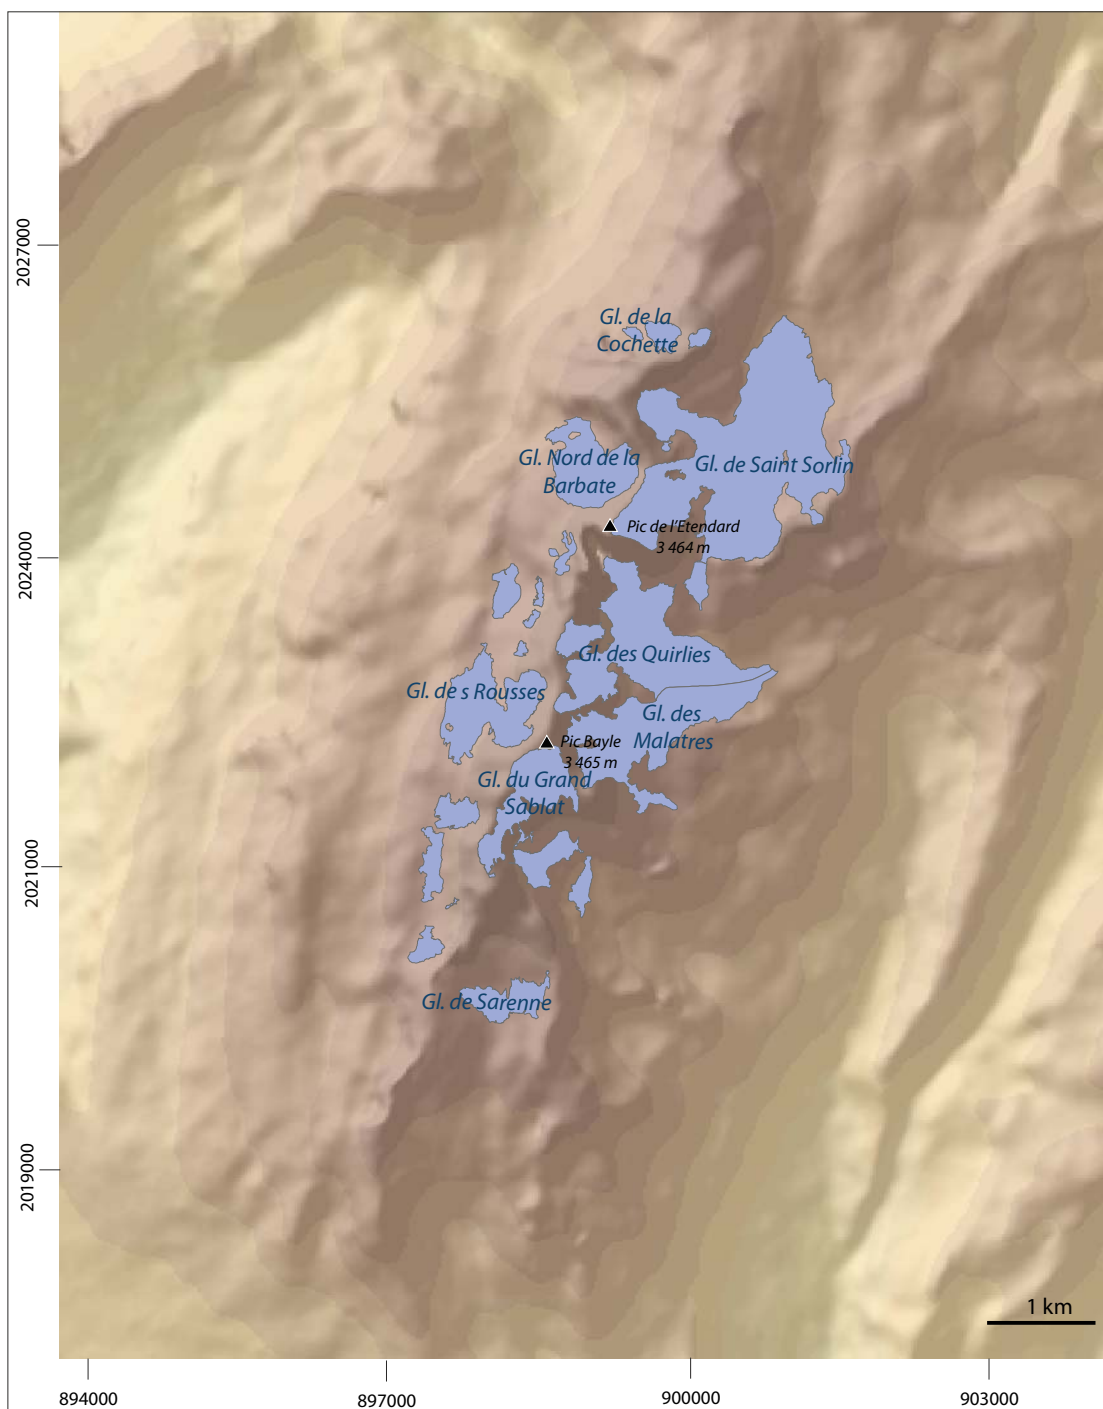 2027000
Gl. de la
Cochette
Gl. Nord de la
Barbate
Gl. de Saint Sorlin
Pic de l'Etendard
3 464 m
2024000
Gl. des Quirlies
Gl. de s Rousses
Gl. des
Malatres
Pic Bayle
3 465 m
Gl. du Grand
Sablat
2021000
Gl. de Sarenne
2019000
1 km
894000
897000
900000
903000